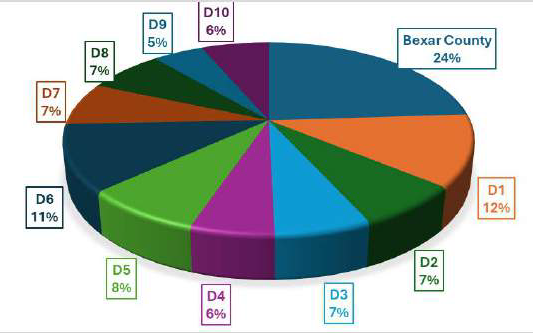 D10
6%
D9
5%
Bexar County
24%
D8
7%
D7
7%
D1
12%
D6
11%
D2
7%
D5
8%
D4
6%
D3
7%